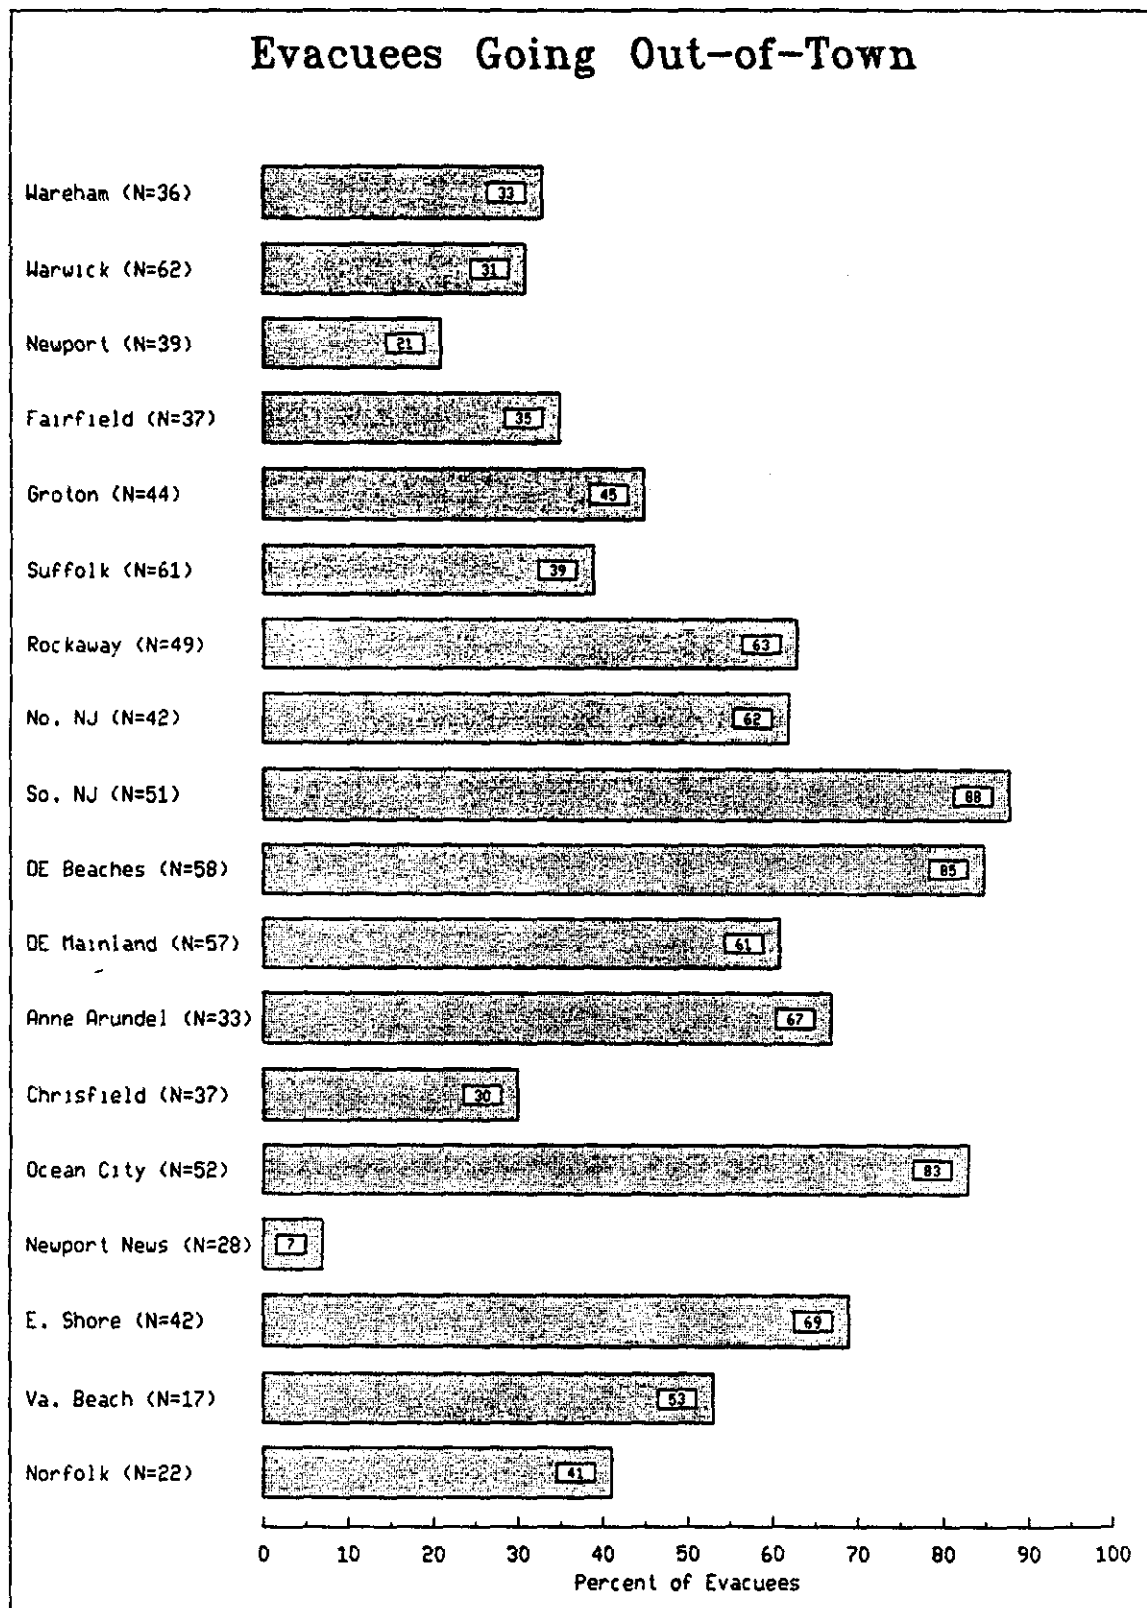 Evacuees Going Out-of-Town
Wareham (N=36) 33
Warwick (N=62) 31
Newport (N=39) 21
Fairfield (N=37) 35
Groton (N=44) 45
Suffolk (N=61) 39
Rockaway (N=49) 63
No. NJ (N=42) 62
So. NJ (N=51) 88
DE Beaches (N=58) 85
DE Mainland (N=57) 61
Anne Arundel (N=33) 67
Chrisfield (N=37) 30
Ocean City (N=52) 83
Newport News (N=28) 7
E. Shore (N=42) 69
Va. Beach (N=17) 53
Norfolk (N=22) 41
0 10 20 30 40 50 60 70 80 90 100
Percent of Evacuees